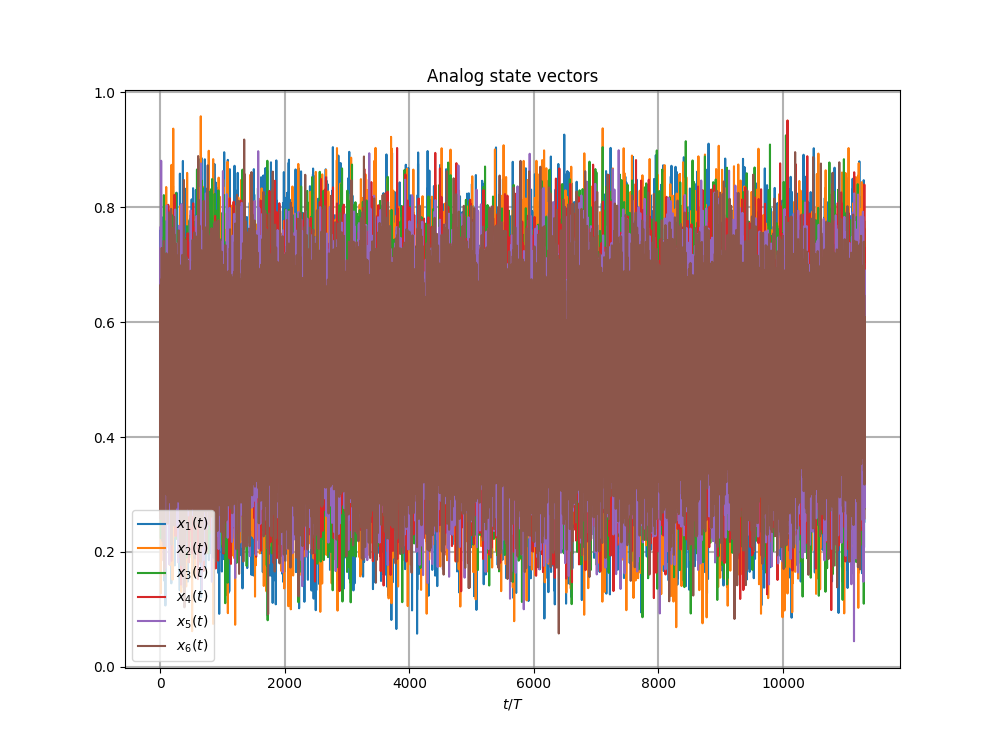 Analog state vectors
1.0
0.8
0.6
0.4
0.2
0.0
x₁(t)
x₂(t)
x₃(t)
x₄(t)
x₅(t)
x₆(t)
0 2000 4000 6000 8000 10000
t/T